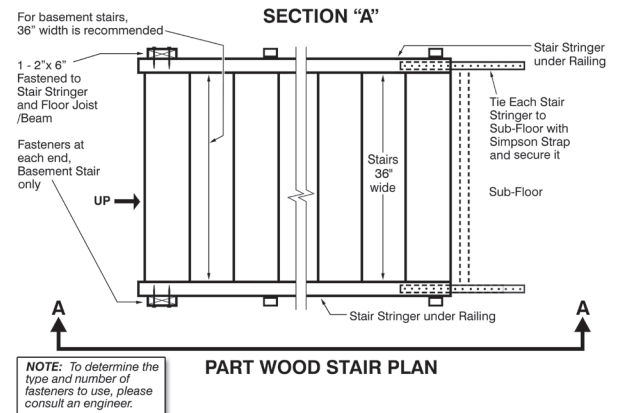 SECTION “A”
For basement stairs,
36” width is recommended
1 - 2”x 6”
Fastened to
Stair Stringer
and Floor Joist
/Beam
Fasteners at
each end,
Basement Stair
only
UP
Stairs
36"
wide
Stair Stringer
under Railing
Tie Each Stair
Stringer to
Sub-Floor with
Simpson Strap
and secure it
Sub-Floor
Stair Stringer under Railing
A
A
PART WOOD STAIR PLAN
NOTE: To determine the
type and number of
fasteners to use, please
consult an engineer.